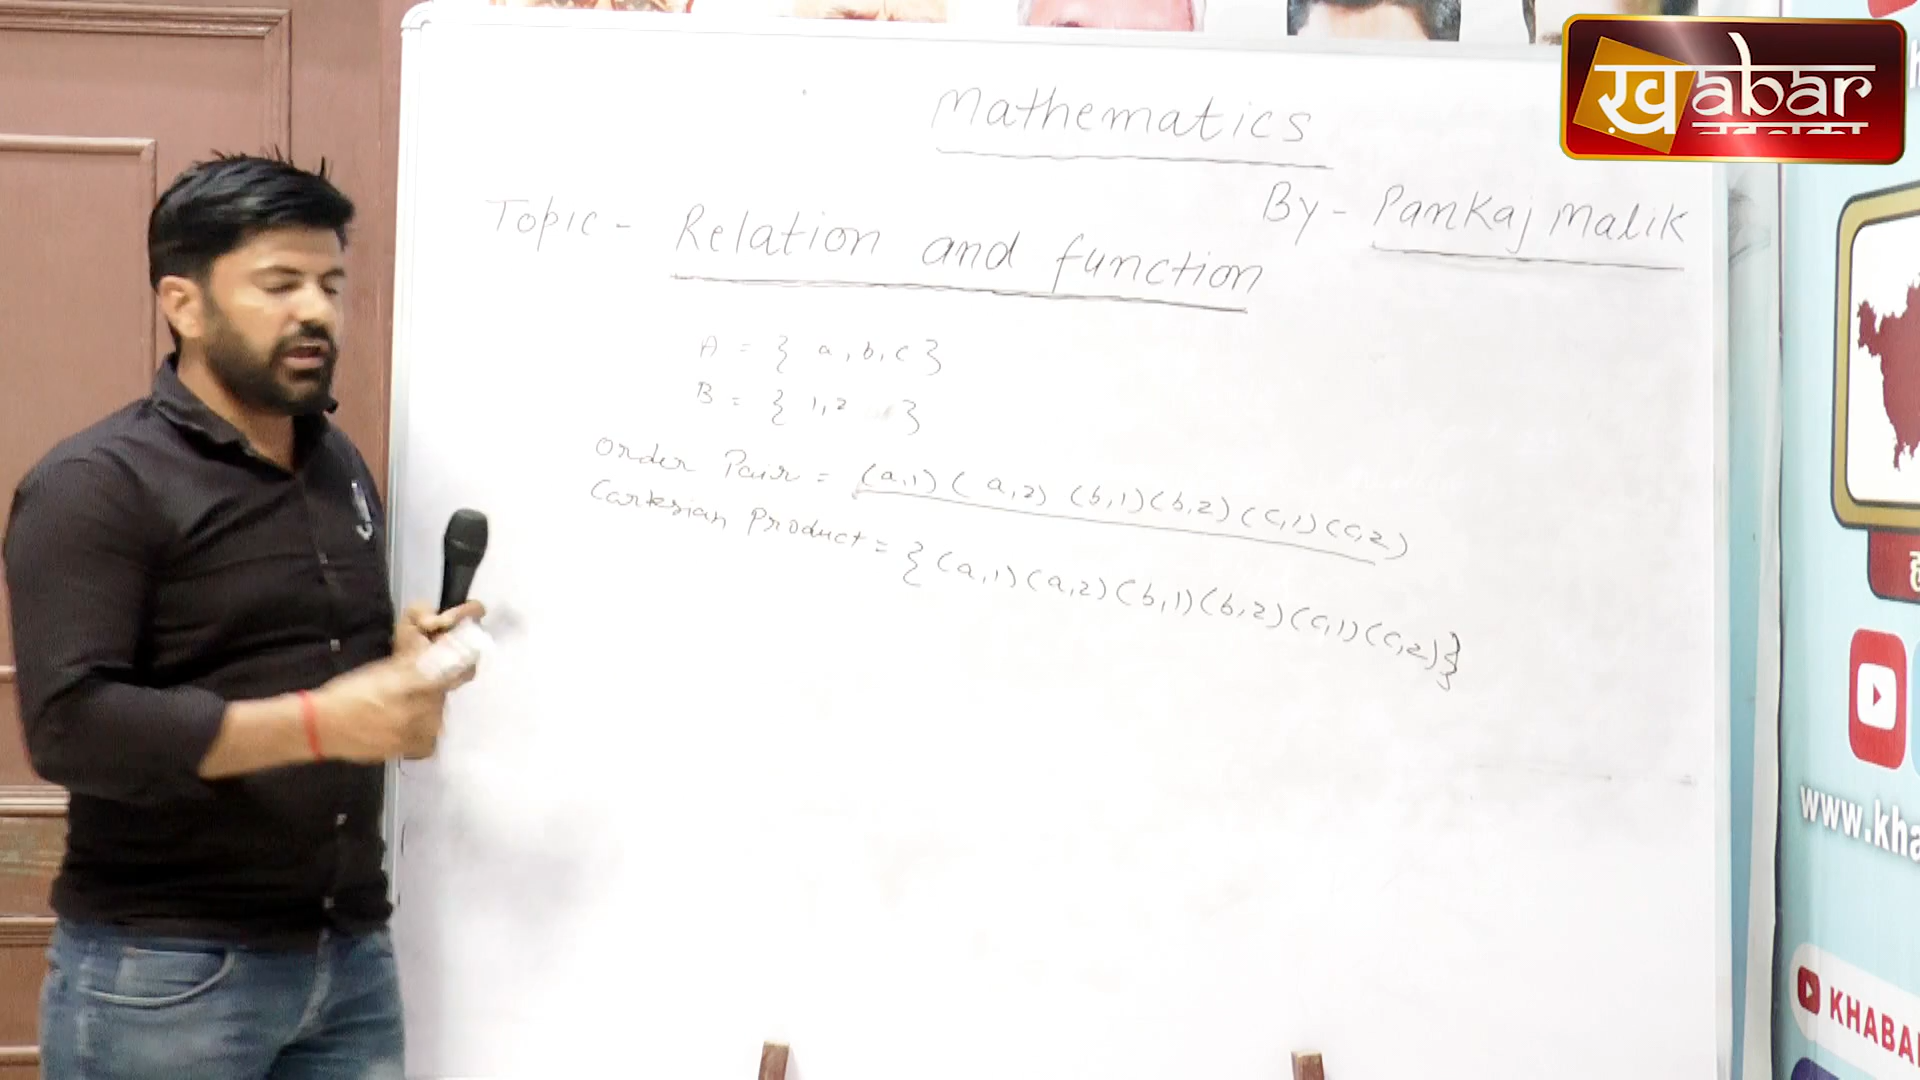 Mathematics
By - Pankaj Malik
Topic - Relation and function
A = { a, b, c }
B = { 1, 2 }
Order Pair = (a,1) ( a,2) (b,1) (b,2) (c,1) (c,2)
Cartesian Product = { (a,1) (a,2) (b,1) (b,2) (c,1) (c,2) }
ख़abar
www.kha
KHABA